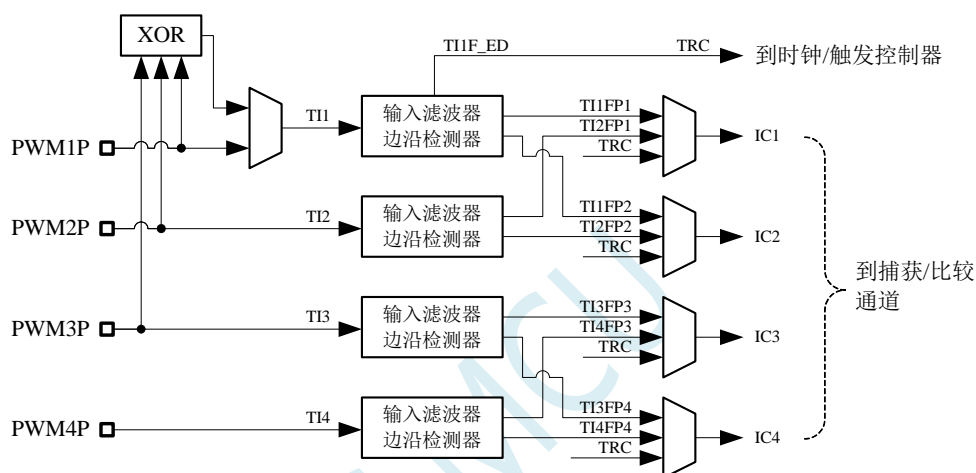 XOR
TI1F_ED
TRC
到时钟/触发控制器
PWM1P
TI1
输入滤波器
边沿检测器
TI1FP1
TI2FP1
TRC
IC1
PWM2P
TI2
输入滤波器
边沿检测器
TI1FP2
TI2FP2
TRC
IC2
到捕获/比较
通道
PWM3P
TI3
输入滤波器
边沿检测器
TI3FP3
TI4FP3
TRC
IC3
PWM4P
TI4
输入滤波器
边沿检测器
TI3FP4
TI4FP4
TRC
IC4
MCU